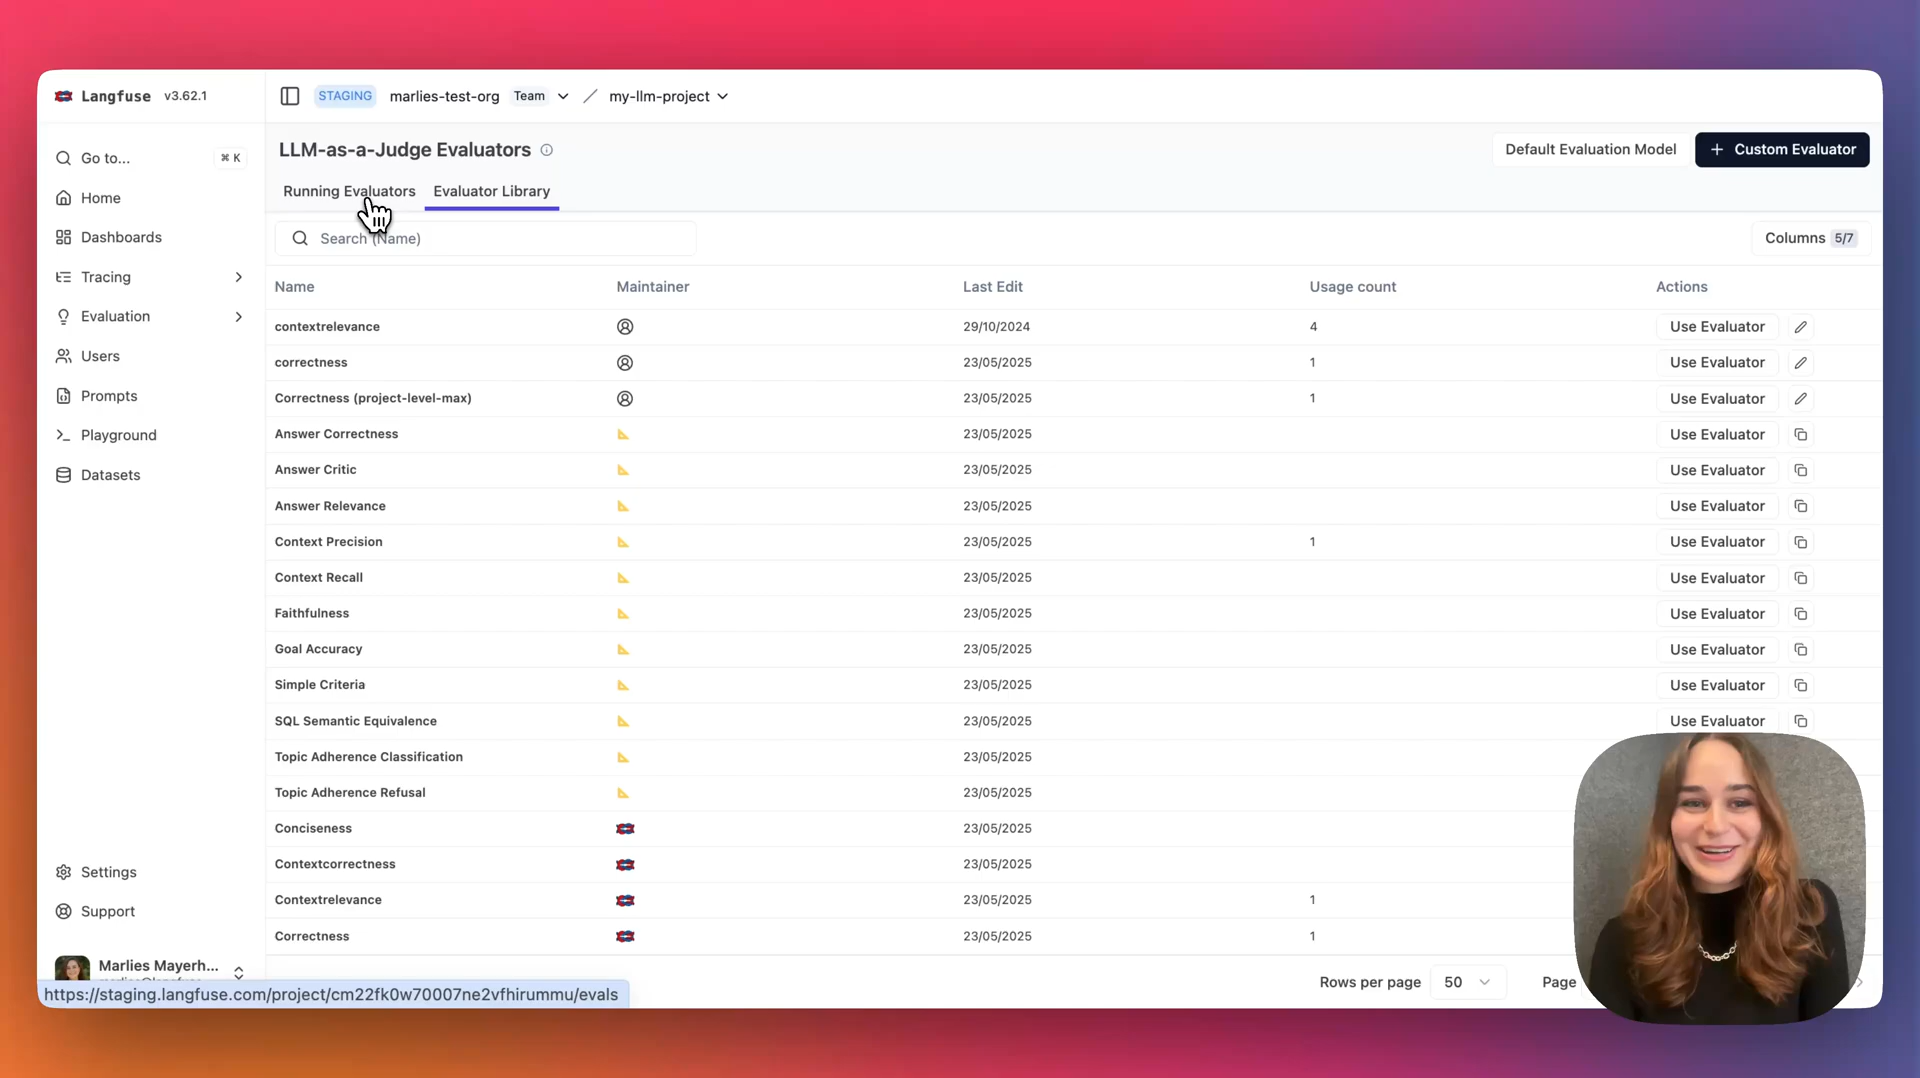 Langfuse v3.62.1
STAGING marlies-test-org Team / my-llm-project
Go to... ⌘ K
Home
Dashboards
Tracing
Evaluation
Users
Prompts
Playground
Datasets
Settings
Support
Marlies Mayerh...
https://staging.langfuse.com/project/cm22fk0w70007ne2vfhirummu/evals
LLM-as-a-Judge Evaluators
Default Evaluation Model + Custom Evaluator
Running Evaluators Evaluator Library
Search (Name)
Columns 5/7
Name Maintainer Last Edit Usage count Actions
contextrelevance 29/10/2024 4 Use Evaluator
correctness 23/05/2025 1 Use Evaluator
Correctness (project-level-max) 23/05/2025 1 Use Evaluator
Answer Correctness 23/05/2025 Use Evaluator
Answer Critic 23/05/2025 Use Evaluator
Answer Relevance 23/05/2025 Use Evaluator
Context Precision 23/05/2025 1 Use Evaluator
Context Recall 23/05/2025 Use Evaluator
Faithfulness 23/05/2025 Use Evaluator
Goal Accuracy 23/05/2025 Use Evaluator
Simple Criteria 23/05/2025 Use Evaluator
SQL Semantic Equivalence 23/05/2025 Use Evaluator
Topic Adherence Classification 23/05/2025
Topic Adherence Refusal 23/05/2025
Conciseness 23/05/2025
Contextcorrectness 23/05/2025
Contextrelevance 23/05/2025 1
Correctness 23/05/2025 1
Rows per page 50 Page